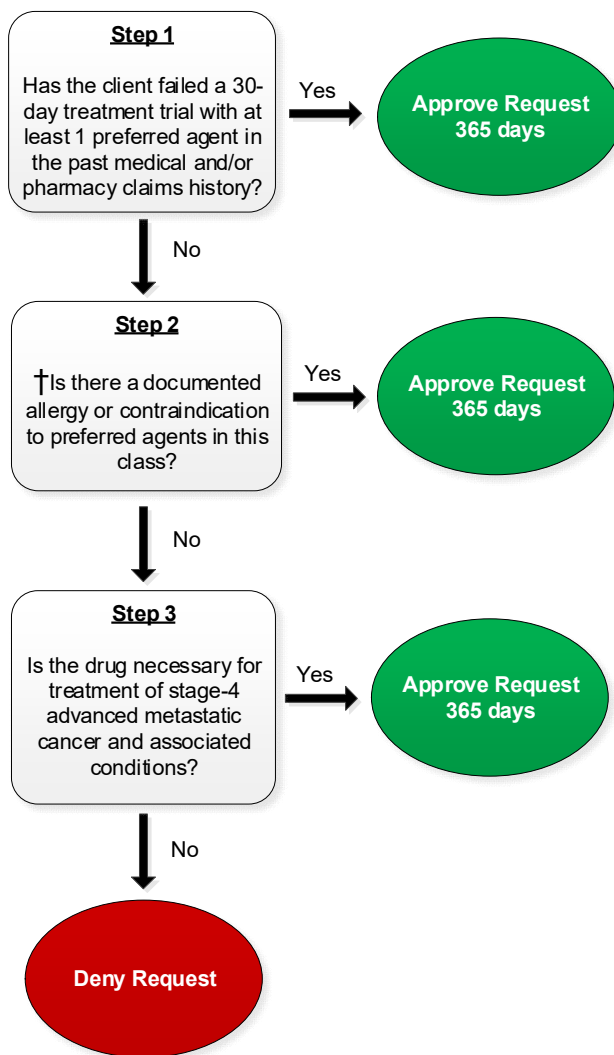 Step 1
Has the client failed a 30-
day treatment trial with at
least 1 preferred agent in
the past medical and/or
pharmacy claims history?
Yes
Approve Request
365 days
No
Step 2
†Is there a documented
allergy or contraindication
to preferred agents in this
class?
Yes
Approve Request
365 days
No
Step 3
Is the drug necessary for
treatment of stage-4
advanced metastatic
cancer and associated
conditions?
Yes
Approve Request
365 days
No
Deny Request